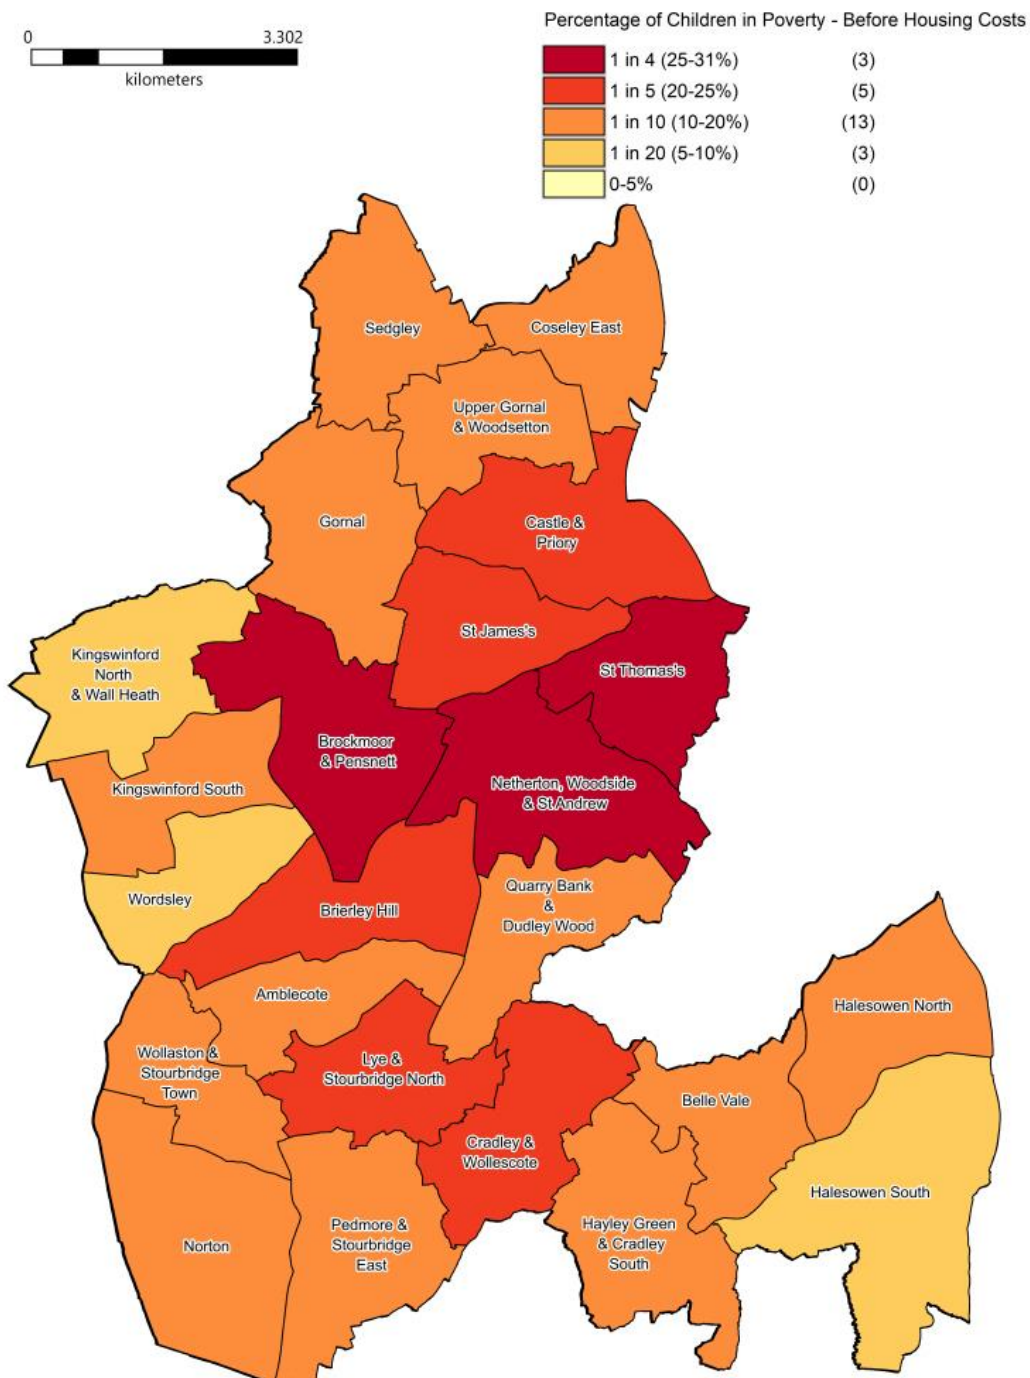 0 3.302
kilometers
Percentage of Children in Poverty - Before Housing Costs
1 in 4 (25-31%) (3)
1 in 5 (20-25%) (5)
1 in 10 (10-20%) (13)
1 in 20 (5-10%) (3)
0-5% (0)
Sedgley
Coseley East
Upper Gornal
& Woodsetton
Gornal
Castle &
Priory
St James's
Kingswinford
North
& Wall Heath
St Thomas's
Brockmoor
& Pensnett
Kingswinford South
Netherton, Woodside
& St Andrew
Wordsley
Brierley Hill
Quarry Bank
&
Dudley Wood
Amblecote
Halesowen North
Wollaston &
Stourbridge
Town
Lye &
Stourbridge North
Belle Vale
Cradley &
Wollescote
Halesowen South
Norton
Pedmore &
Stourbridge
East
Hayley Green
& Cradley
South